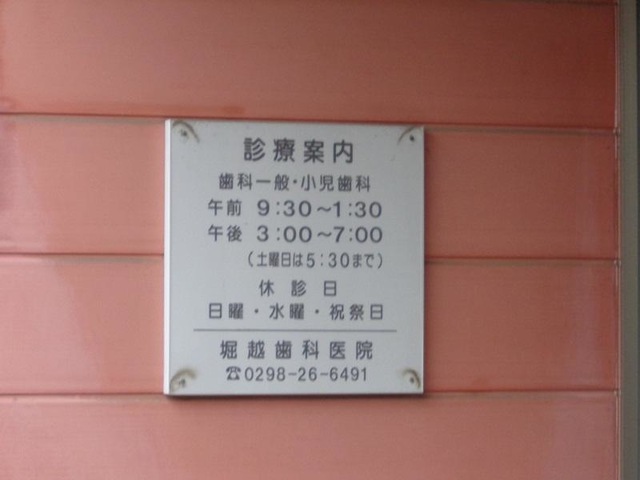 診療案内
歯科一般・小児歯科
午前 9:30～1:30
午後 3:00～7:00
（土曜日は5:30まで）
休診日
日曜・水曜・祝祭日
堀越歯科医院
☎0298-26-6491